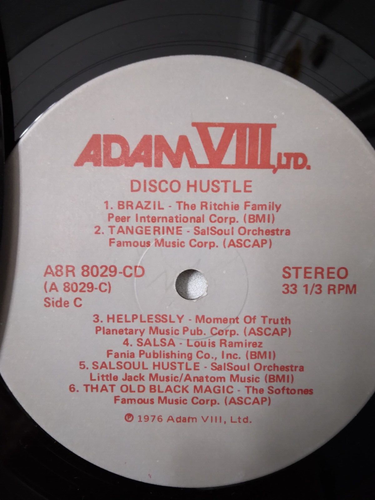 ADAM VIII, LTD.
DISCO HUSTLE
1. BRAZIL - The Ritchie Family
Peer International Corp. (BMI)
2. TANGERINE - SalSoul Orchestra
Famous Music Corp. (ASCAP)
A8R 8029-CD
(A 8029-C)
Side C
STEREO
33 1/3 RPM
3. HELPLESSLY - Moment Of Truth
Planetary Music Pub. Corp. (ASCAP)
4. SALSA - Louis Ramirez
Fania Publishing Co., Inc. (BMI)
5. SALSOUL HUSTLE - SalSoul Orchestra
Little Jack Music/Anatom Music (BMI)
6. THAT OLD BLACK MAGIC - The Softones
Famous Music Corp. (ASCAP)
℗ 1976 Adam VIII, Ltd.